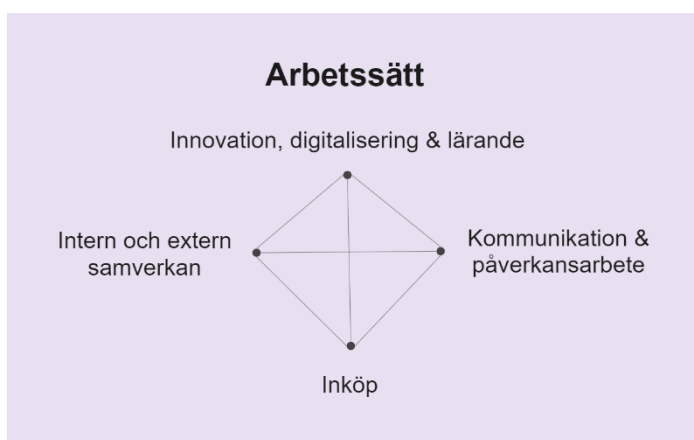 Arbetssätt
Innovation, digitalisering & lärande
Intern och extern
samverkan
Kommunikation &
påverkansarbete
Inköp